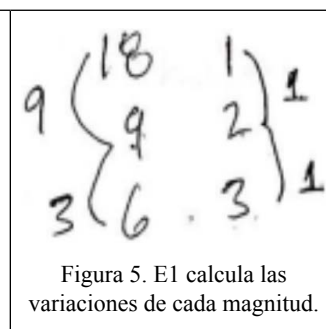 18 1
9 1
9 2
3 6 . 3 1
Figura 5. E1 calcula las
variaciones de cada magnitud.